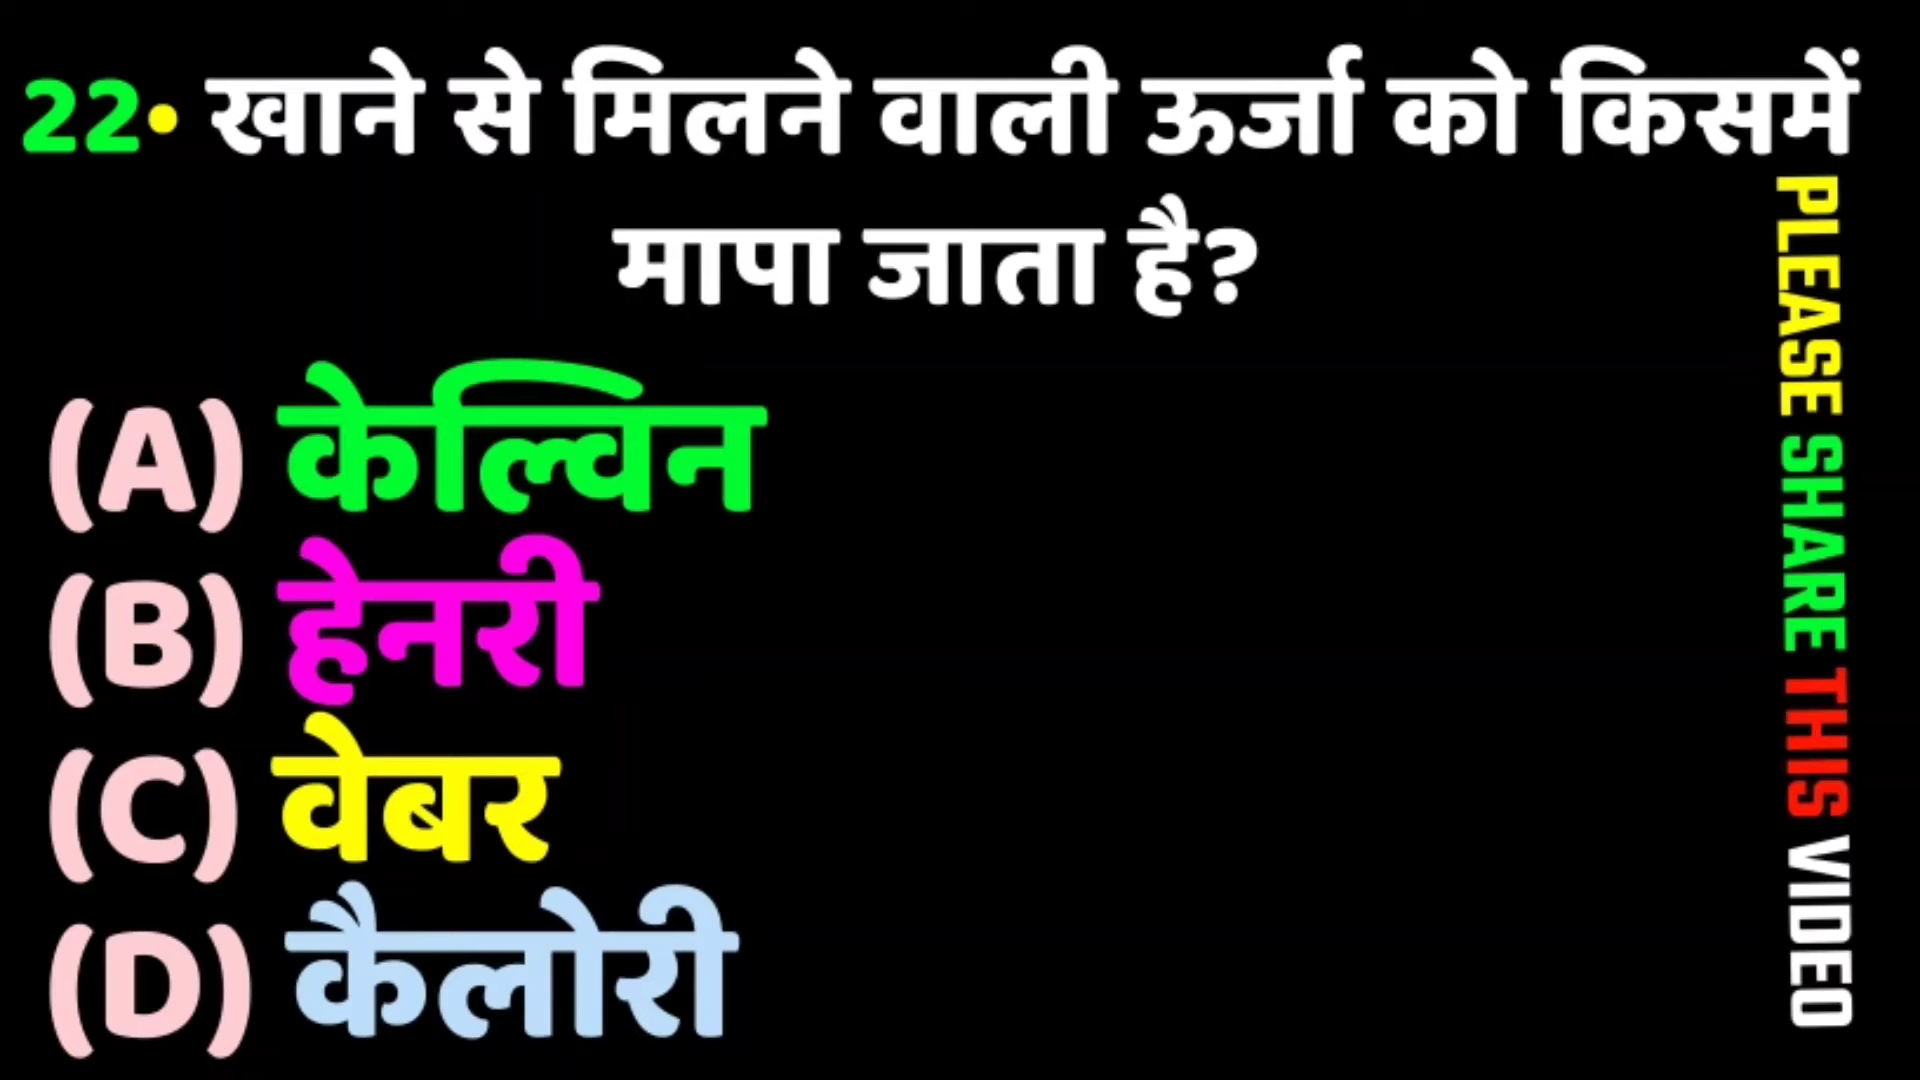 22• खाने से मिलने वाली ऊर्जा को किसमें
मापा जाता है?
(A) केल्विन
(B) हेनरी
(C) वेबर
(D) कैलोरी
PLEASE SHARE THIS VIDEO